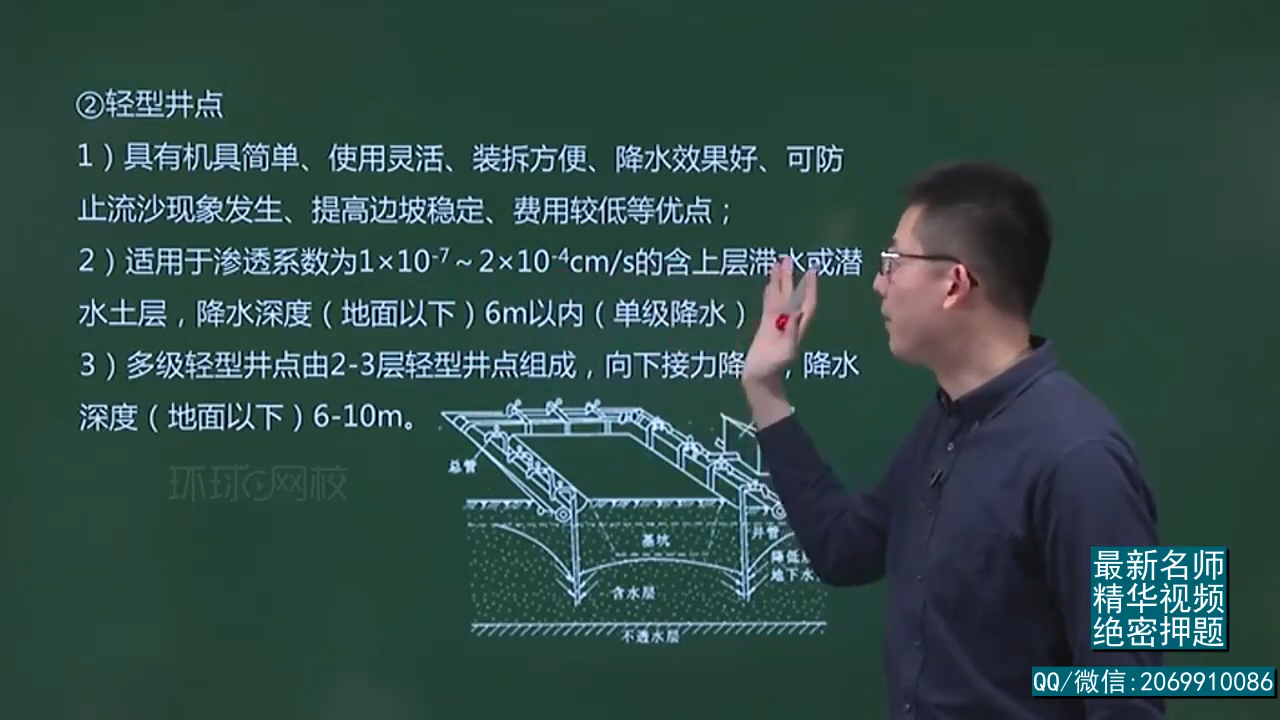 ②轻型井点
1）具有机具简单、使用灵活、装拆方便、降水效果好、可防
止流沙现象发生、提高边坡稳定、费用较低等优点；
2）适用于渗透系数为1×10⁻⁷～2×10⁻⁴cm/s的含上层滞水或潜
水土层，降水深度（地面以下）6m以内（单级降水）
3）多级轻型井点由2-3层轻型井点组成，向下接力降，降水
深度（地面以下）6-10m。
环球网校
总管
基坑
井管
降低
地下水
含水层
不透水层
最新名师
精华视频
绝密押题
QQ/微信:2069910086